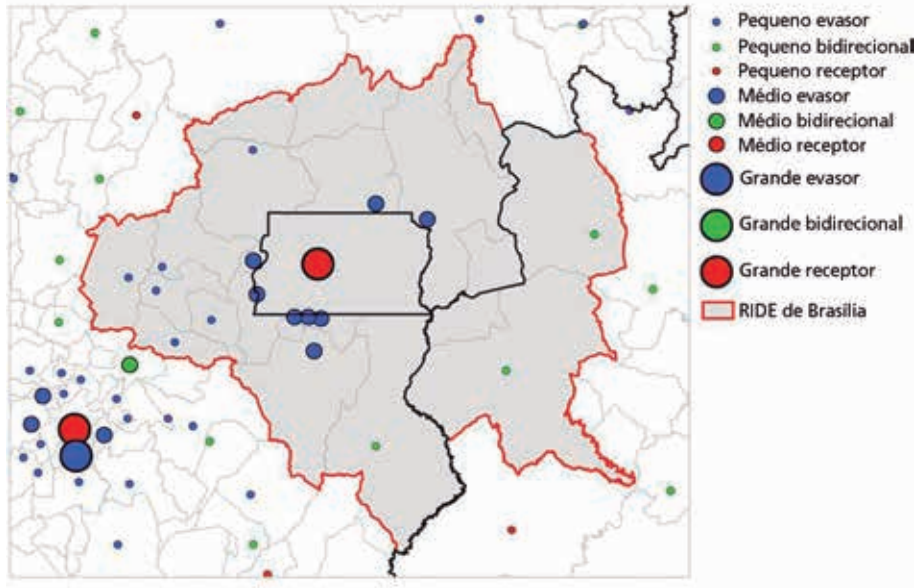 Pequeno evasor
Pequeno bidirecional
Pequeno receptor
Médio evasor
Médio bidirecional
Médio receptor
Grande evasor
Grande bidirecional
Grande receptor
RIDE de Brasília